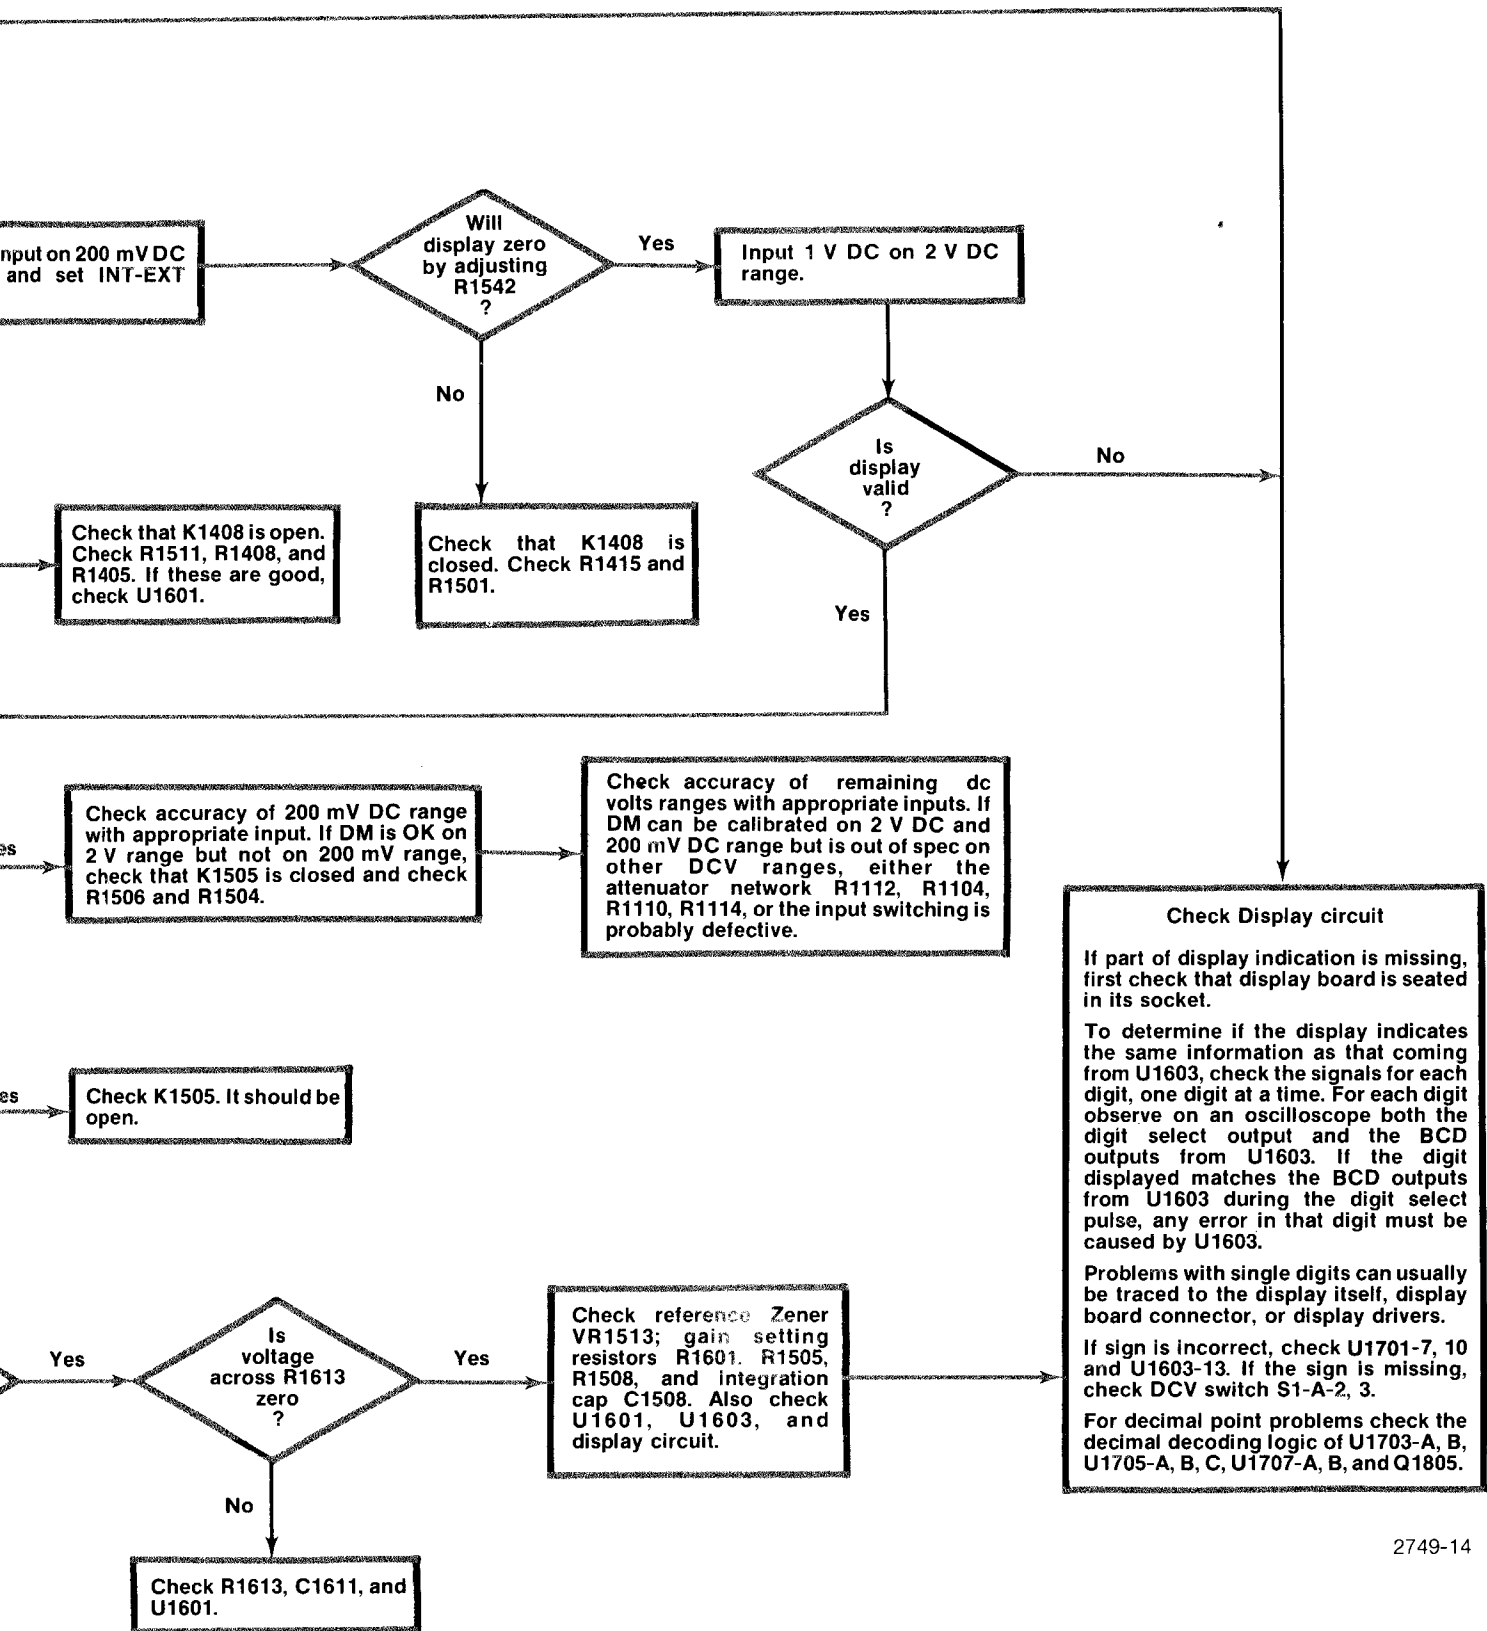 nput on 200 mV DC
and set INT-EXT
Will
display zero
by adjusting
R1542
?
Yes
Input 1 V DC on 2 V DC
range.
No
Is
display
valid
?
No
Yes
Check that K1408 is open.
Check R1511, R1408, and
R1405. If these are good,
check U1601.
Check that K1408 is
closed. Check R1415 and
R1501.
es
Check accuracy of 200 mV DC range
with appropriate input. If DM is OK on
2 V range but not on 200 mV range,
check that K1505 is closed and check
R1506 and R1504.
Check accuracy of remaining dc
volts ranges with appropriate inputs. If
DM can be calibrated on 2 V DC and
200 mV DC range but is out of spec on
other DCV ranges, either the
attenuator network R1112, R1104,
R1110, R1114, or the input switching is
probably defective.
es
Check K1505. It should be
open.
Yes
Is
voltage
across R1613
zero
?
Yes
No
Check R1613, C1611, and
U1601.
Check reference Zener
VR1513; gain setting
resistors R1601. R1505,
R1508, and integration
cap C1508. Also check
U1601, U1603, and
display circuit.
Check Display circuit
If part of display indication is missing,
first check that display board is seated
in its socket.
To determine if the display indicates
the same information as that coming
from U1603, check the signals for each
digit, one digit at a time. For each digit
observe on an oscilloscope both the
digit select output and the BCD
outputs from U1603. If the digit
displayed matches the BCD outputs
from U1603 during the digit select
pulse, any error in that digit must be
caused by U1603.
Problems with single digits can usually
be traced to the display itself, display
board connector, or display drivers.
If sign is incorrect, check U1701-7, 10
and U1603-13. If the sign is missing,
check DCV switch S1-A-2, 3.
For decimal point problems check the
decimal decoding logic of U1703-A, B,
U1705-A, B, C, U1707-A, B, and Q1805.
2749-14